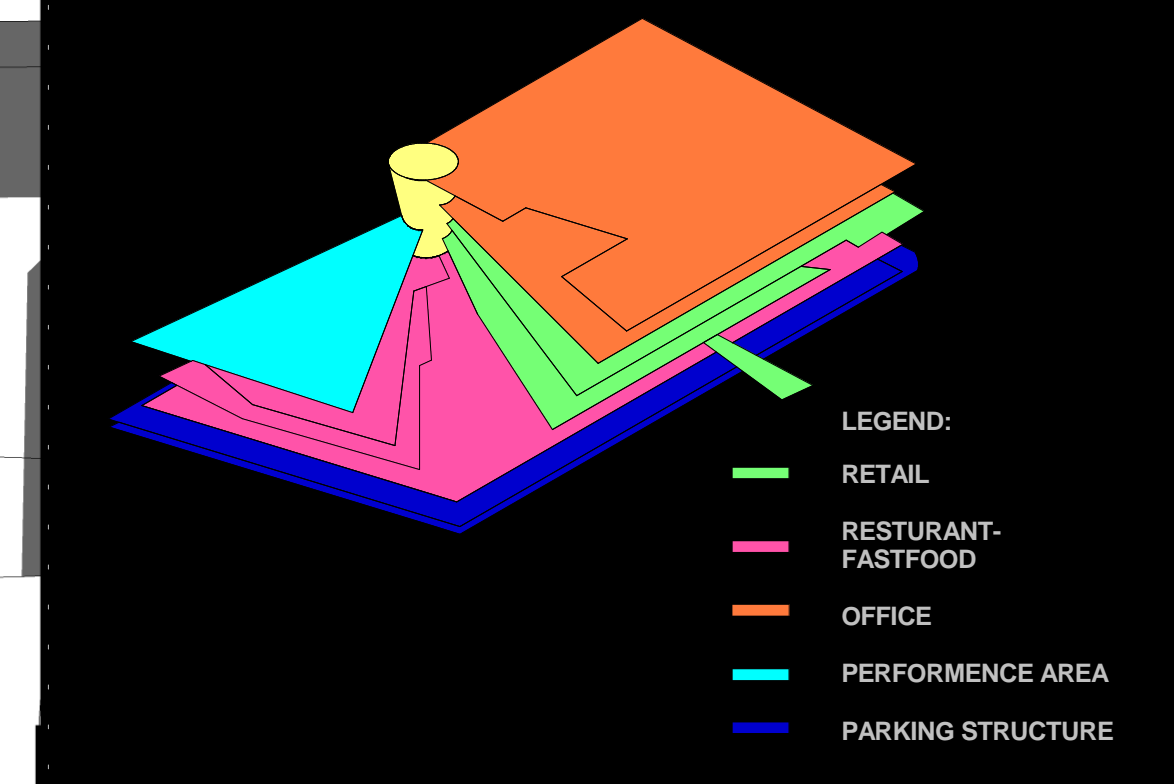 LEGEND:
RETAIL
RESTURANT-
FASTFOOD
OFFICE
PERFORMENCE AREA
PARKING STRUCTURE